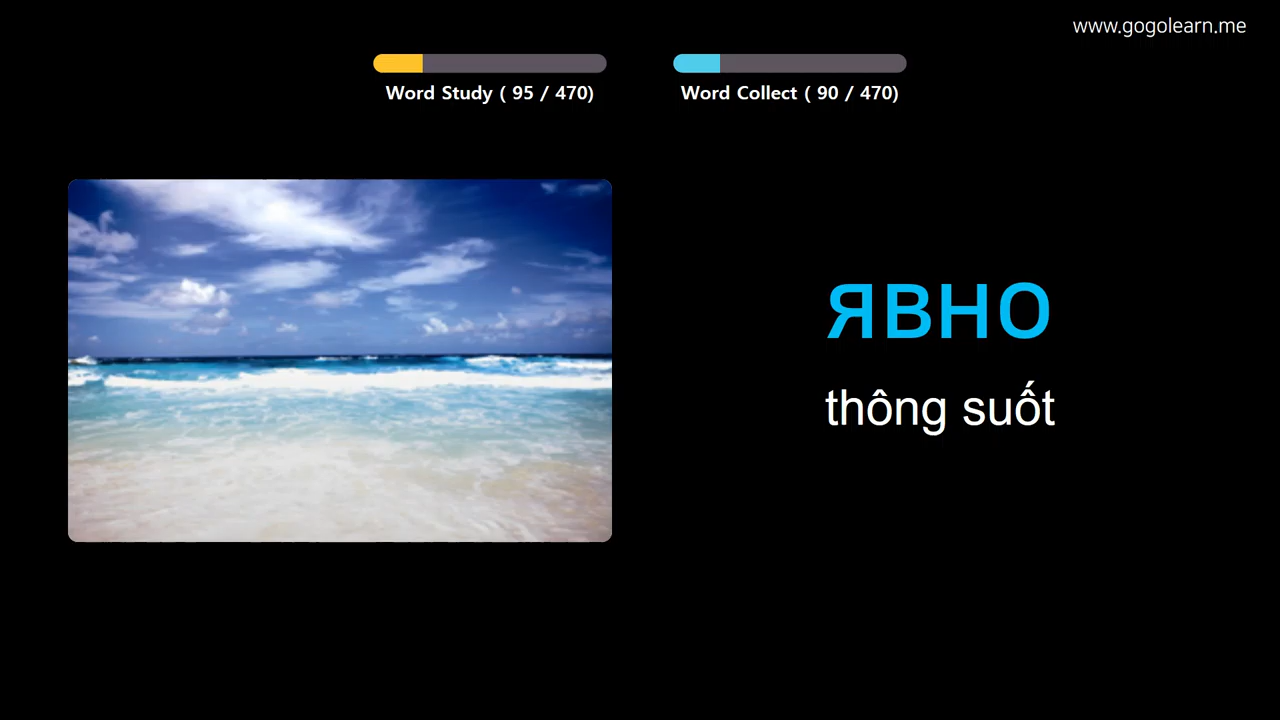 www.gogolearn.me
Word Study ( 95 / 470)
Word Collect ( 90 / 470)
явно
thông suốt